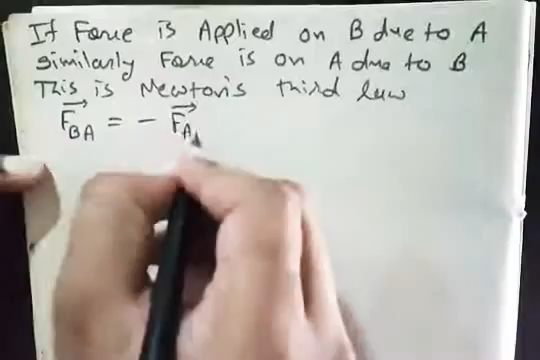 If Force is Applied on B due to A
similarly Force is on A due to B
This is Newton's third law
F⃗BA = - F⃗A